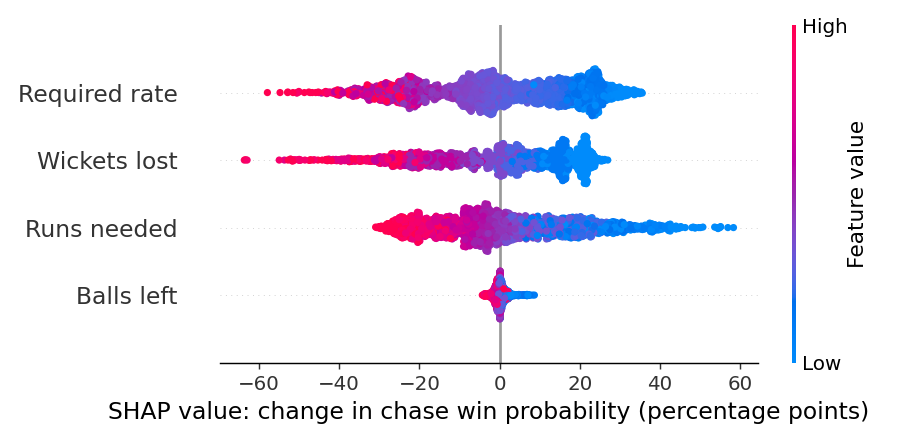 High
Required rate
Wickets lost
Runs needed
Balls left
Feature value
Low
−60 −40 −20 0 20 40 60
SHAP value: change in chase win probability (percentage points)